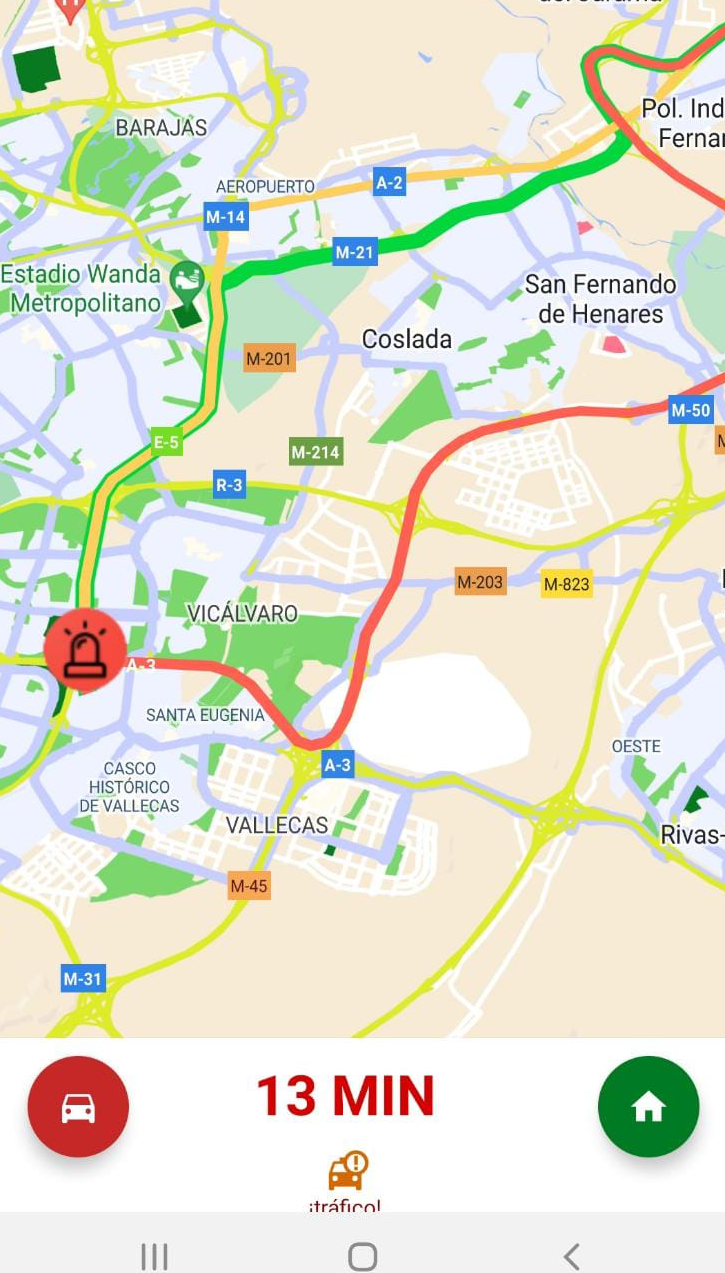 BARAJAS
Pol. Ind
Fernar
AEROPUERTO
A-2
M-14
M-21
Estadio Wanda
Metropolitano
San Fernando
de Henares
Coslada
M-201
M-50
E-5
M-214
R-3
M-203
M-823
VICÁLVARO
A-3
SANTA EUGENIA
OESTE
A-3
CASCO
HISTÓRICO
DE VALLECAS
VALLECAS
Rivas-
M-45
M-31
13 MIN
¡tráfico!